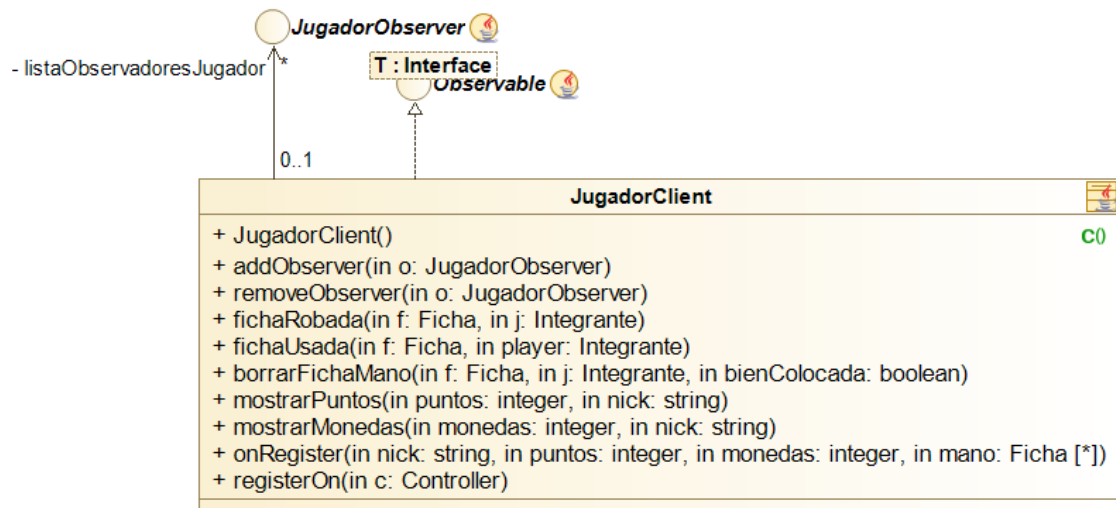 JugadorObserver
- listaObservadoresJugador
*
T : Interface
Observable
0..1
JugadorClient
+ JugadorClient()
C()
+ addObserver(in o: JugadorObserver)
+ removeObserver(in o: JugadorObserver)
+ fichaRobada(in f: Ficha, in j: Integrante)
+ fichaUsada(in f: Ficha, in player: Integrante)
+ borrarFichaMano(in f: Ficha, in j: Integrante, in bienColocada: boolean)
+ mostrarPuntos(in puntos: integer, in nick: string)
+ mostrarMonedas(in monedas: integer, in nick: string)
+ onRegister(in nick: string, in puntos: integer, in monedas: integer, in mano: Ficha [*])
+ registerOn(in c: Controller)